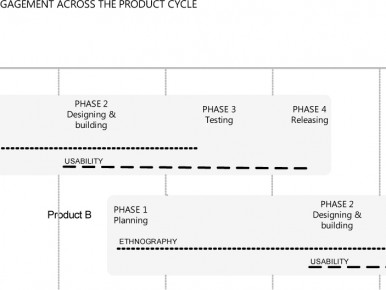 GAGEMENT ACROSS THE PRODUCT CYCLE
PHASE 2
Designing &
building
PHASE 3
Testing
PHASE 4
Releasing
USABILITY
Product B
PHASE 1
Planning
PHASE 2
Designing &
building
ETHNOGRAPHY
USABILITY